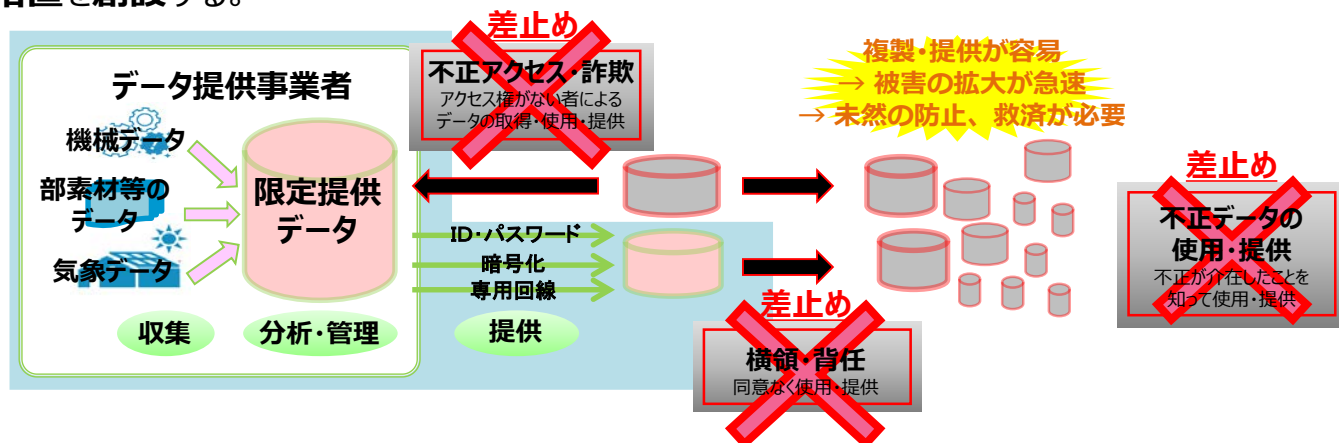 措置を創設する。
差止め
不正アクセス・詐欺
アクセス権がない者による
データの取得・使用・提供
複製・提供が容易
→ 被害の拡大が急速
→ 未然の防止、救済が必要
データ提供事業者
機械データ
部素材等の
データ
気象データ
限定提供
データ
収集
分析・管理
ID・パスワード
暗号化
専用回線
提供
差止め
横領・背任
同意なく使用・提供
差止め
不正データの
使用・提供
不正が介在したことを
知って使用・提供